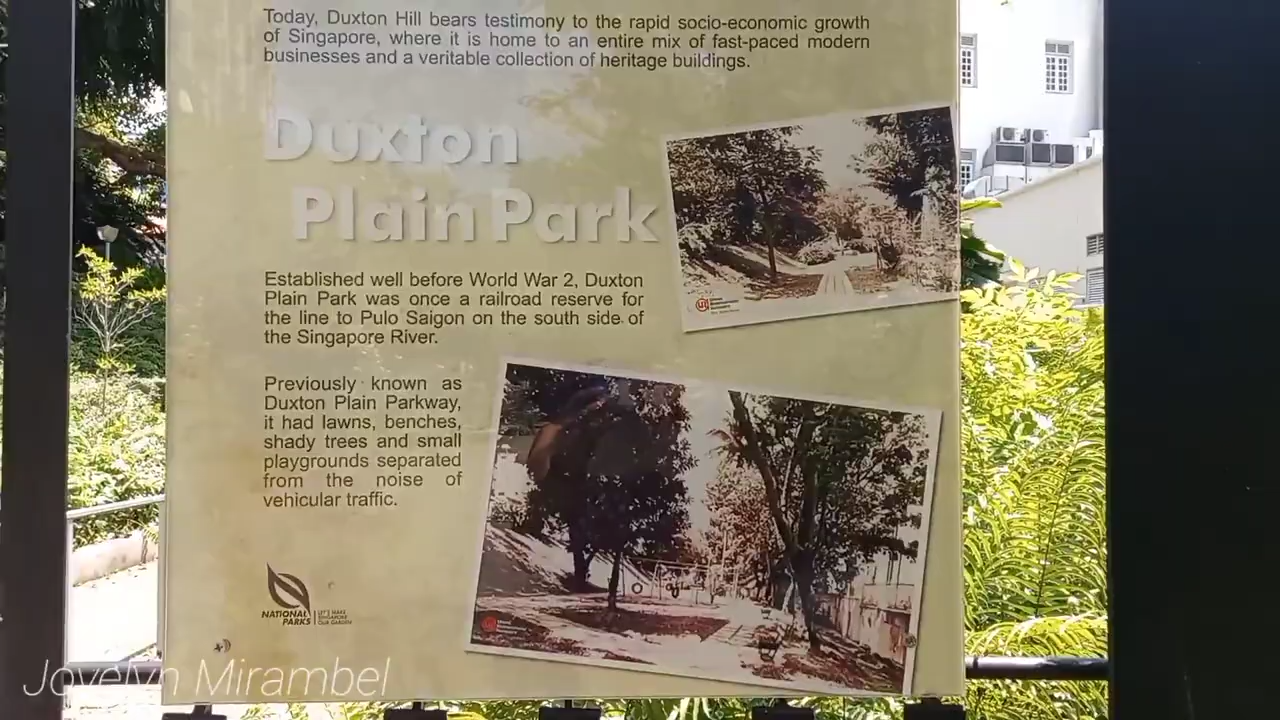 Today, Duxton Hill bears testimony to the rapid socio-economic growth
of Singapore, where it is home to an entire mix of fast-paced modern
businesses and a veritable collection of heritage buildings.
Duxton
Plain Park
Established well before World War 2, Duxton
Plain Park was once a railroad reserve for
the line to Pulo Saigon on the south side of
the Singapore River.
Previously known as
Duxton Plain Parkway,
it had lawns, benches,
shady trees and small
playgrounds separated
from the noise of
vehicular traffic.
NATIONAL
PARKS
LET'S MAKE
SINGAPORE
OUR GARDEN
Jovelyn Mirambel